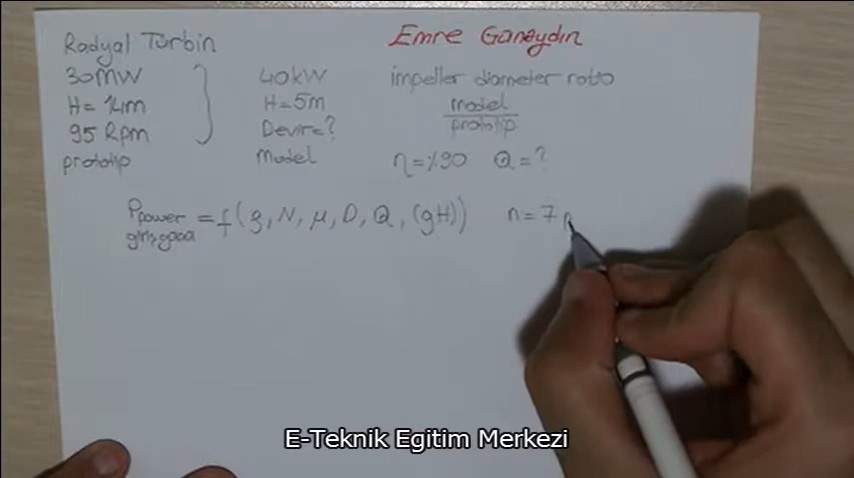 Radyal Türbin
Emre Günaydın
30MW
40kW
impeller diameter ratio
H= 14m
H=5m
model
prototip
95 Rpm
Devir=?
prototip
Model
η=%90 Q=?
Ppower = f(ρ, N, μ, D, Q, (gH)) n=7
giriş gücü
E-Teknik Egitim Merkezi